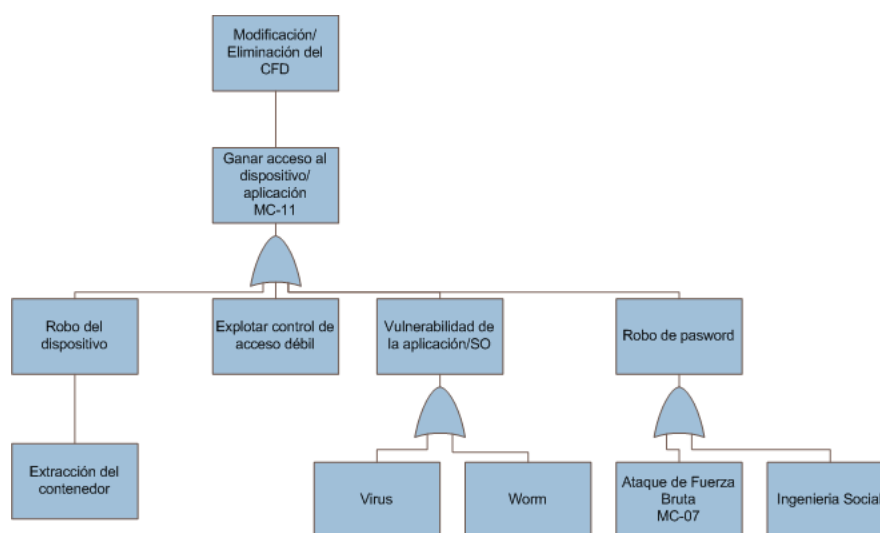 Modificación/
Eliminación del
CFD
Ganar acceso al
dispositivo/
aplicación
MC-11
Robo del
dispositivo
Explotar control de
acceso débil
Vulnerabilidad de
la aplicación/SO
Robo de pasword
Extracción del
contenedor
Virus
Worm
Ataque de Fuerza
Bruta
MC-07
Ingenieria Social